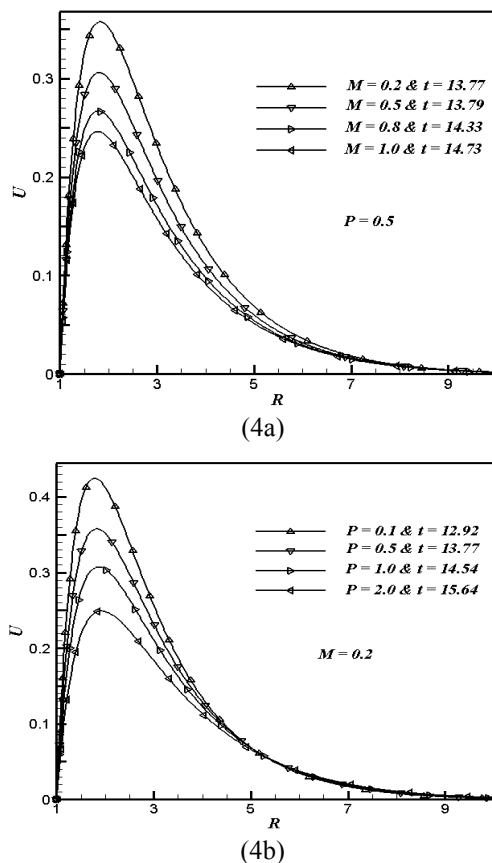 0.3
0.2
0.1
0
U
M = 0.2 & t = 13.77
M = 0.5 & t = 13.79
M = 0.8 & t = 14.33
M = 1.0 & t = 14.73
P = 0.5
1 3 5 7 9
R
(4a)
0.4
0.3
0.2
0.1
0
U
P = 0.1 & t = 12.92
P = 0.5 & t = 13.77
P = 1.0 & t = 14.54
P = 2.0 & t = 15.64
M = 0.2
1 3 5 7 9
R
(4b)